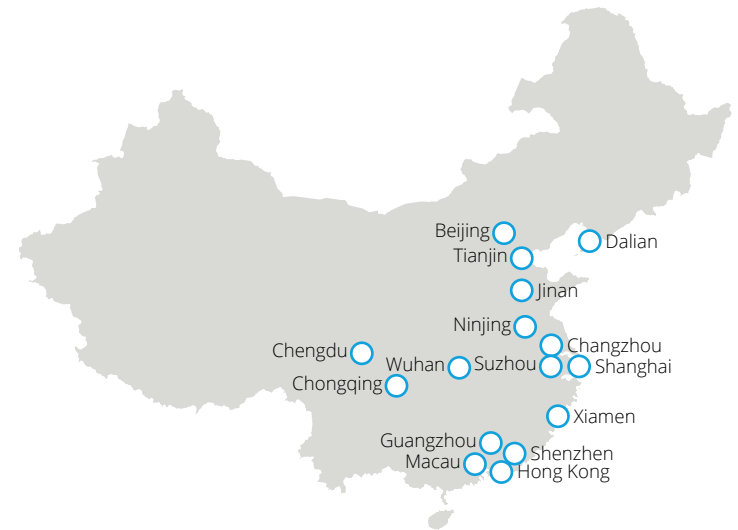 Beijing
Dalian
Tianjin
Jinan
Ninjing
Changzhou
Chengdu
Wuhan
Suzhou
Shanghai
Chongqing
Xiamen
Guangzhou
Shenzhen
Macau
Hong Kong